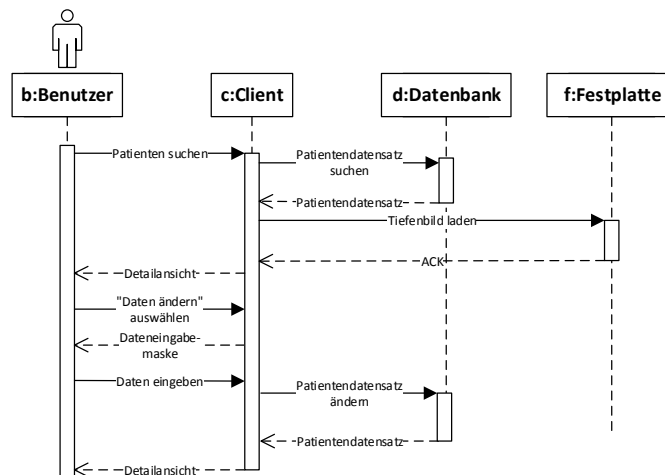 b:Benutzer
c:Client
d:Datenbank
f:Festplatte
Patienten suchen
Patientendatensatz
suchen
Patientendatensatz
Tiefenbild laden
ACK
Detailansicht
"Daten ändern"
auswählen
Dateneingabe-
maske
Daten eingeben
Patientendatensatz
ändern
Patientendatensatz
Detailansicht